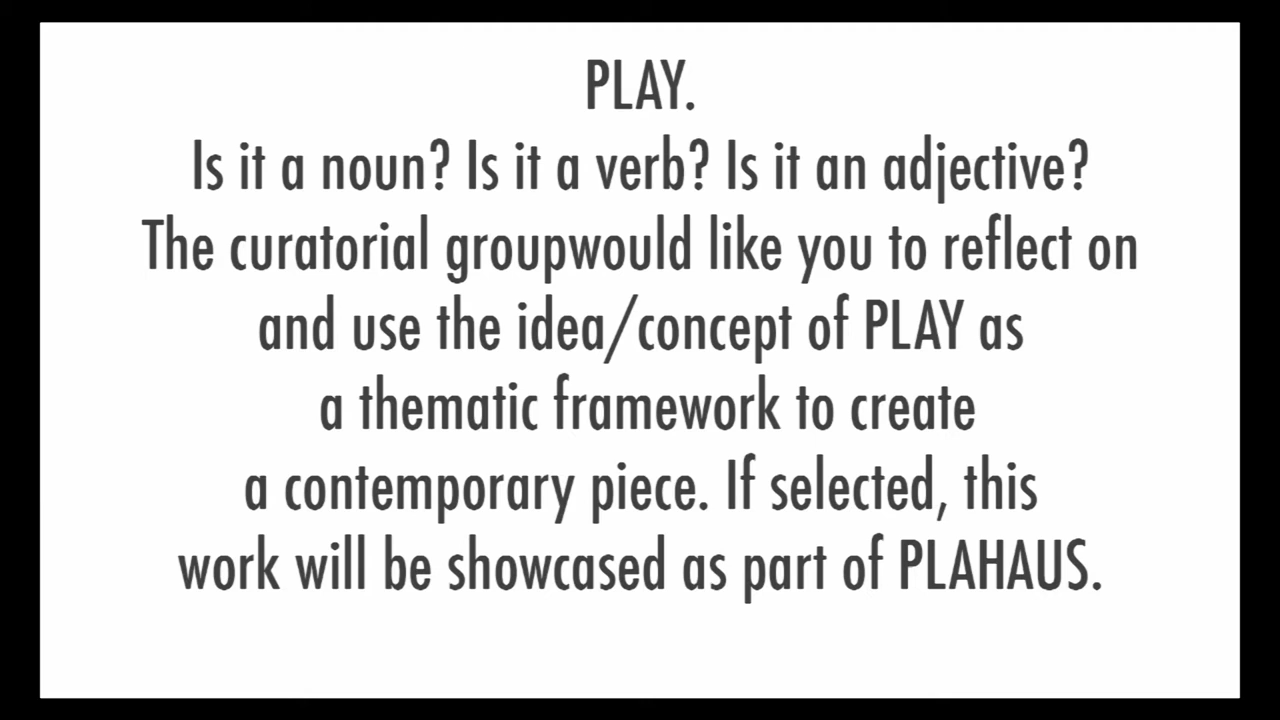 PLAY.
Is it a noun? Is it a verb? Is it an adjective?
The curatorial groupwould like you to reflect on
and use the idea/concept of PLAY as
a thematic framework to create
a contemporary piece. If selected, this
work will be showcased as part of PLAHAUS.